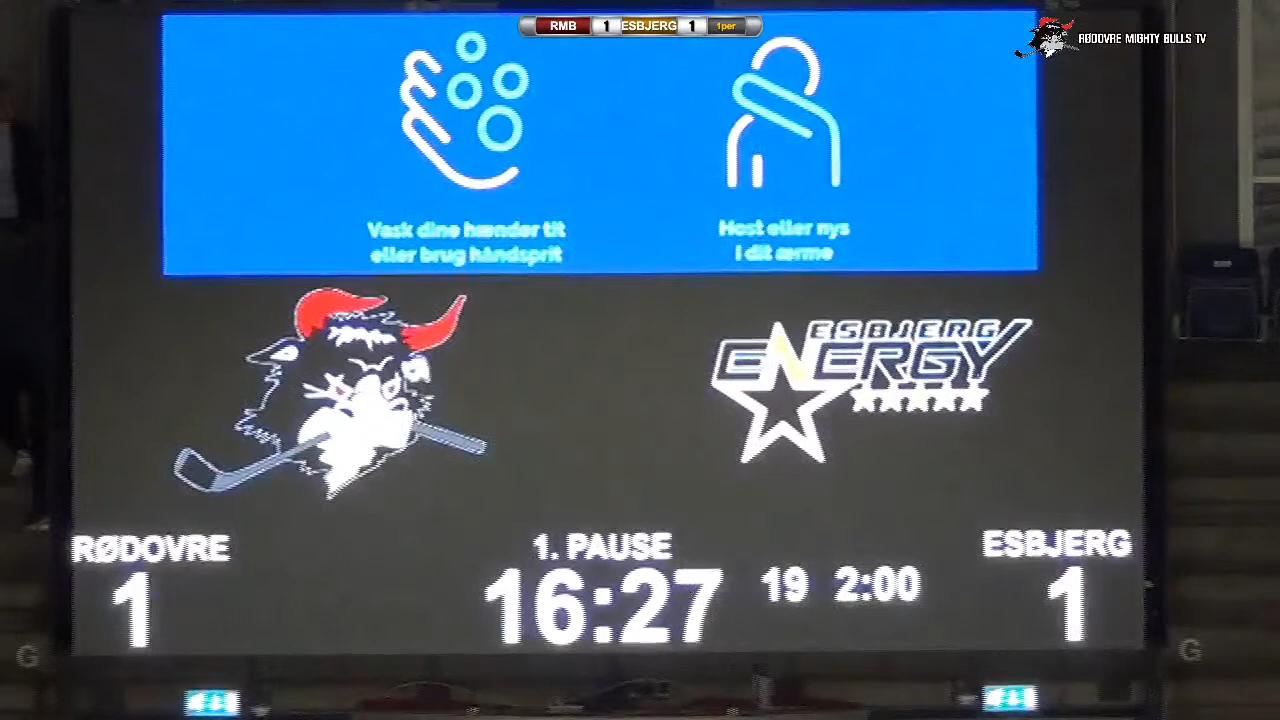 RMB 1 ESBJERG 1 1per
RØDOVRE MIGHTY BULLS TV
Vask dine hænder tit
eller brug håndsprit
Host eller nys
i dit ærme
ESBJERG
ENERGY
RØDOVRE
1
1. PAUSE
16:27
19 2:00
ESBJERG
1
G
G